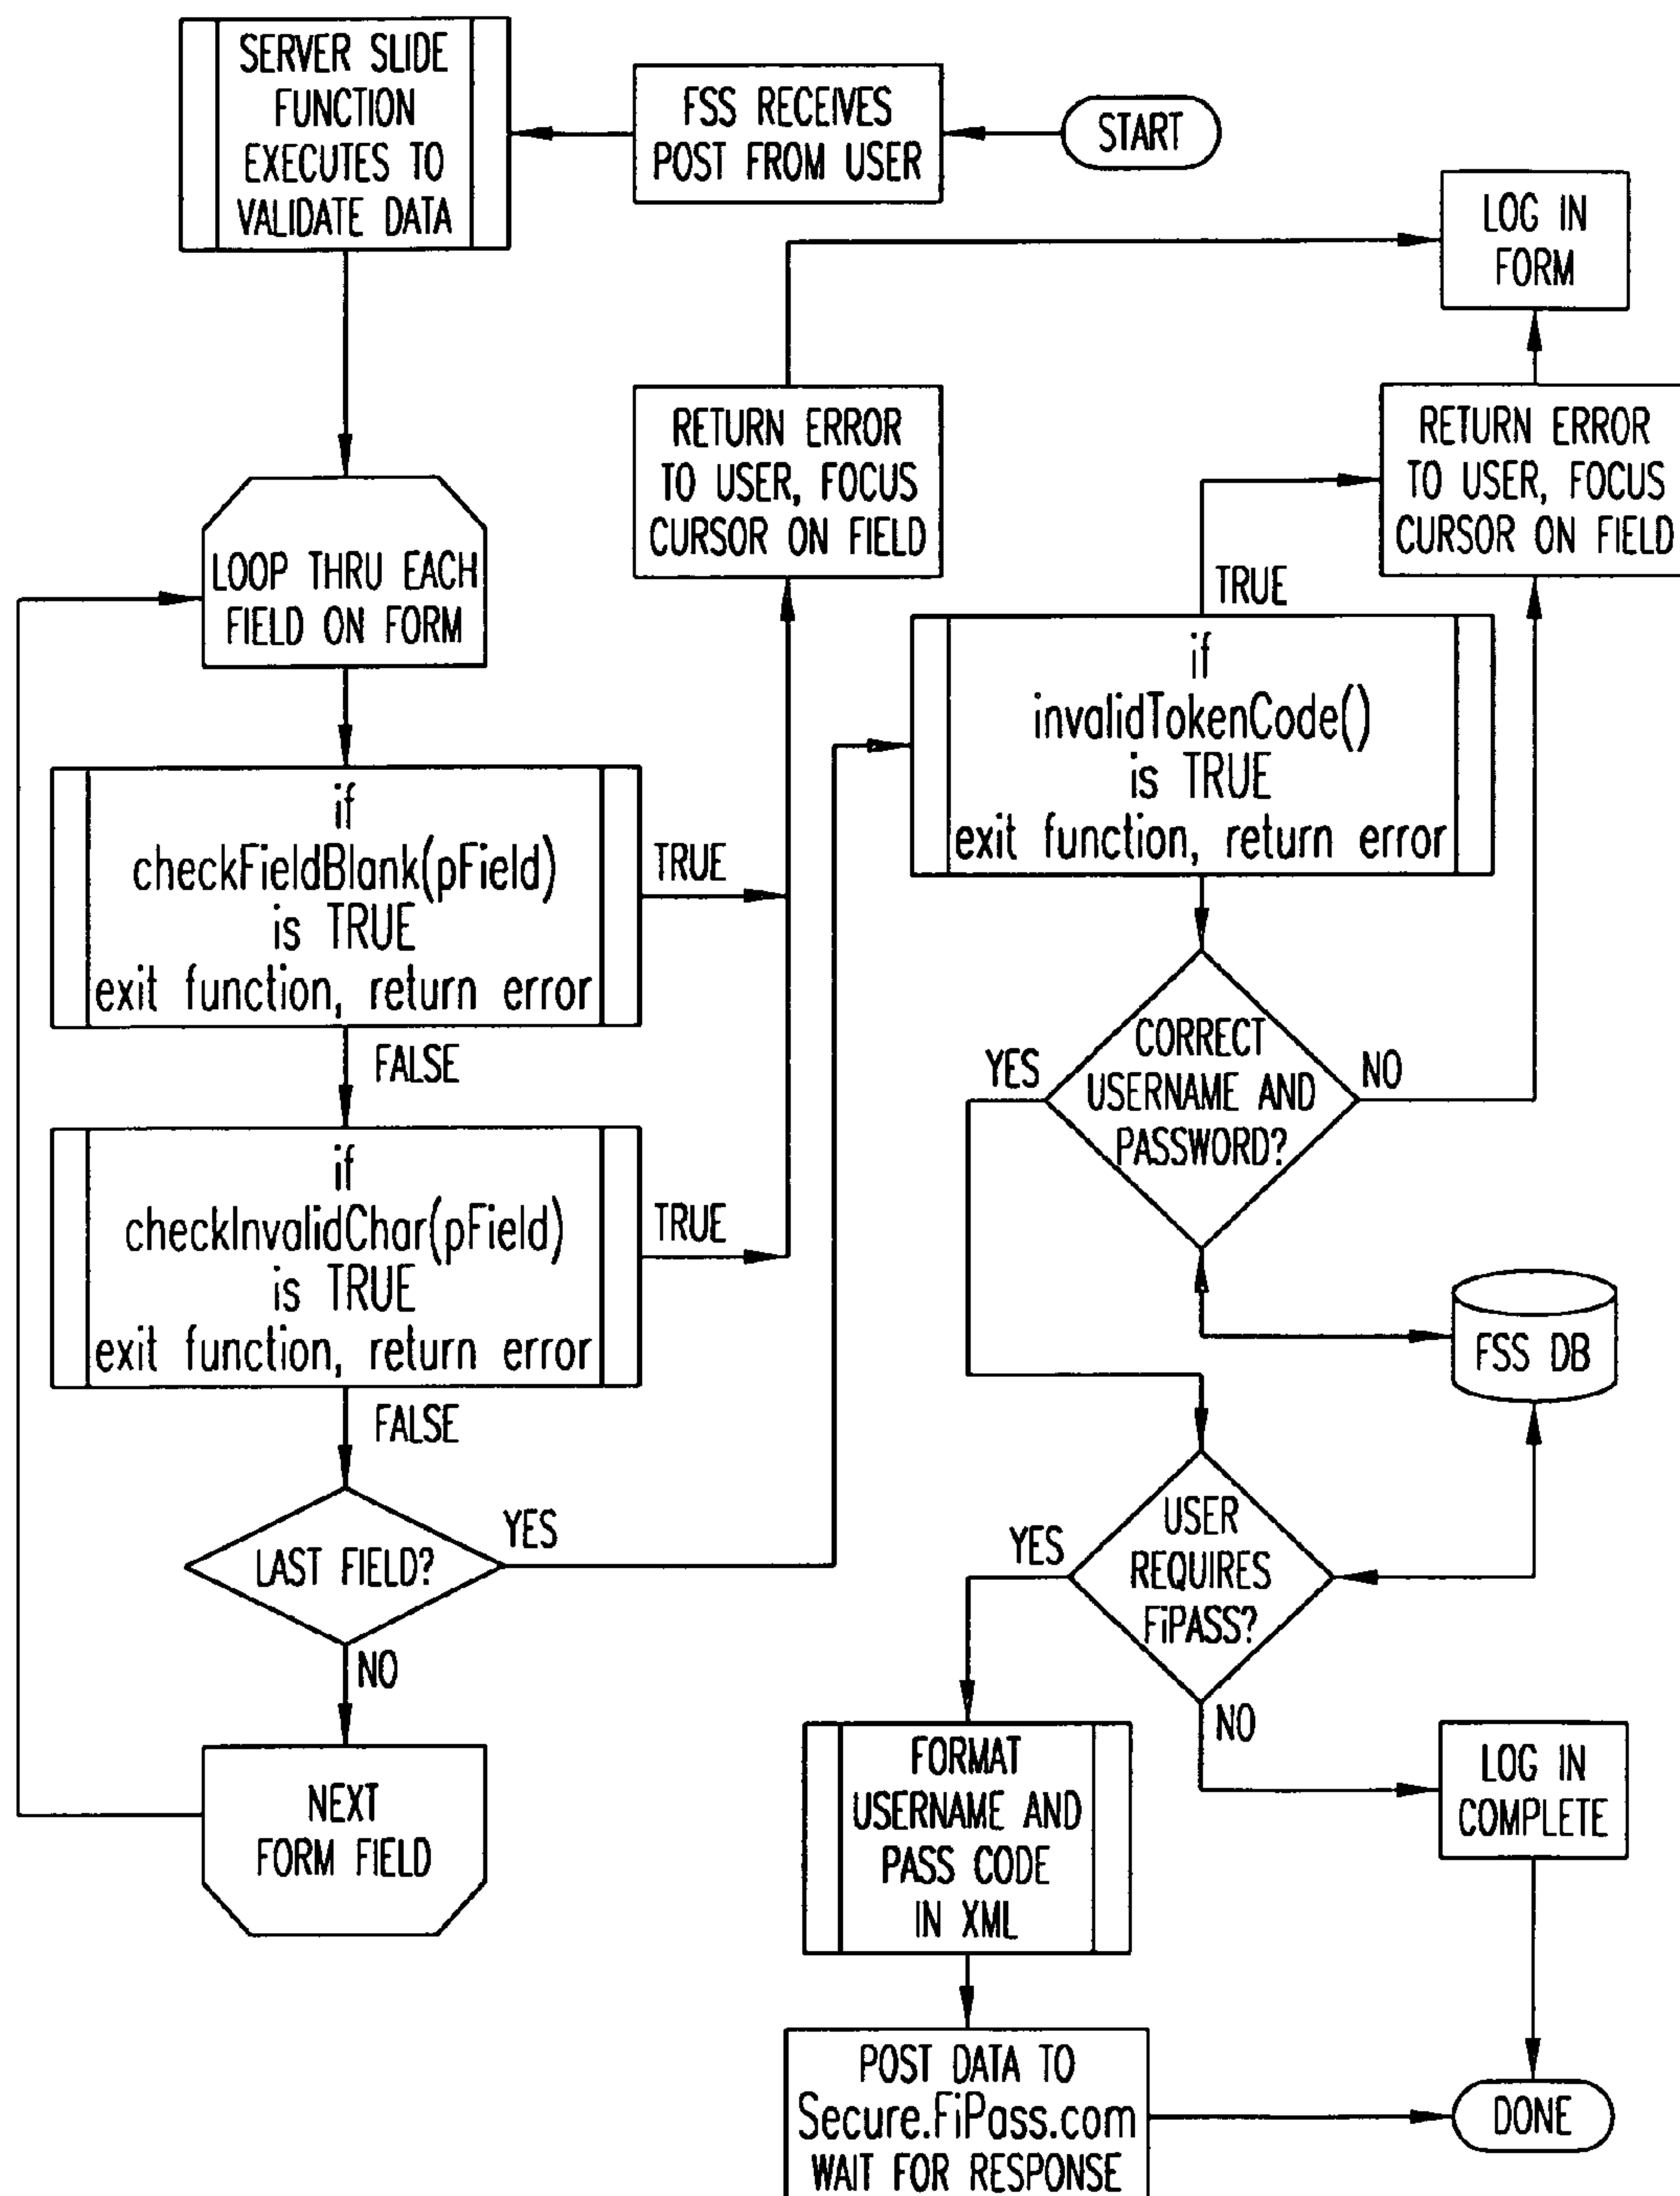 START
FSS RECEIVES
POST FROM USER
SERVER SLIDE
FUNCTION
EXECUTES TO
VALIDATE DATA
LOG IN
FORM
RETURN ERROR
TO USER, FOCUS
CURSOR ON FIELD
RETURN ERROR
TO USER, FOCUS
CURSOR ON FIELD
LOOP THRU EACH
FIELD ON FORM
TRUE
if
invalidTokenCode()
is TRUE
exit function, return error
if
checkFieldBlank(pField)
is TRUE
exit function, return error
TRUE
FALSE
if
checkInvalidChar(pField)
is TRUE
exit function, return error
TRUE
FALSE
LAST FIELD?
YES
NO
NEXT
FORM FIELD
CORRECT
USERNAME AND
PASSWORD?
YES
NO
FSS DB
USER
REQUIRES
FiPASS?
YES
NO
FORMAT
USERNAME AND
PASS CODE
IN XML
LOG IN
COMPLETE
POST DATA TO
Secure.FiPass.com
WAIT FOR RESPONSE
DONE